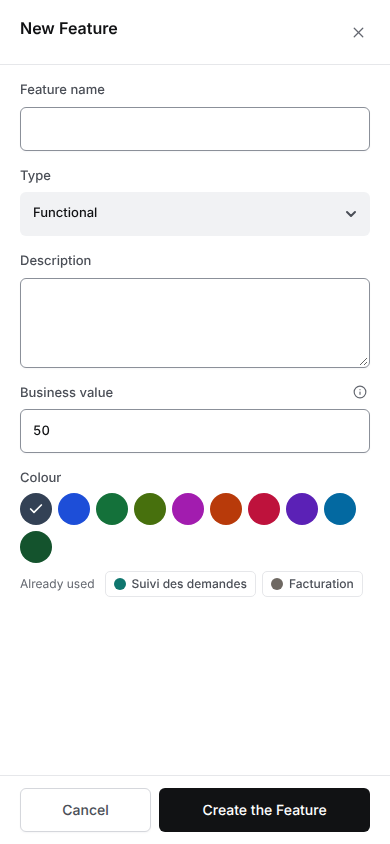 New Feature
Feature name
Type
Functional
Description
Business value
50
Colour
Already used Suivi des demandes Facturation
Cancel Create the Feature